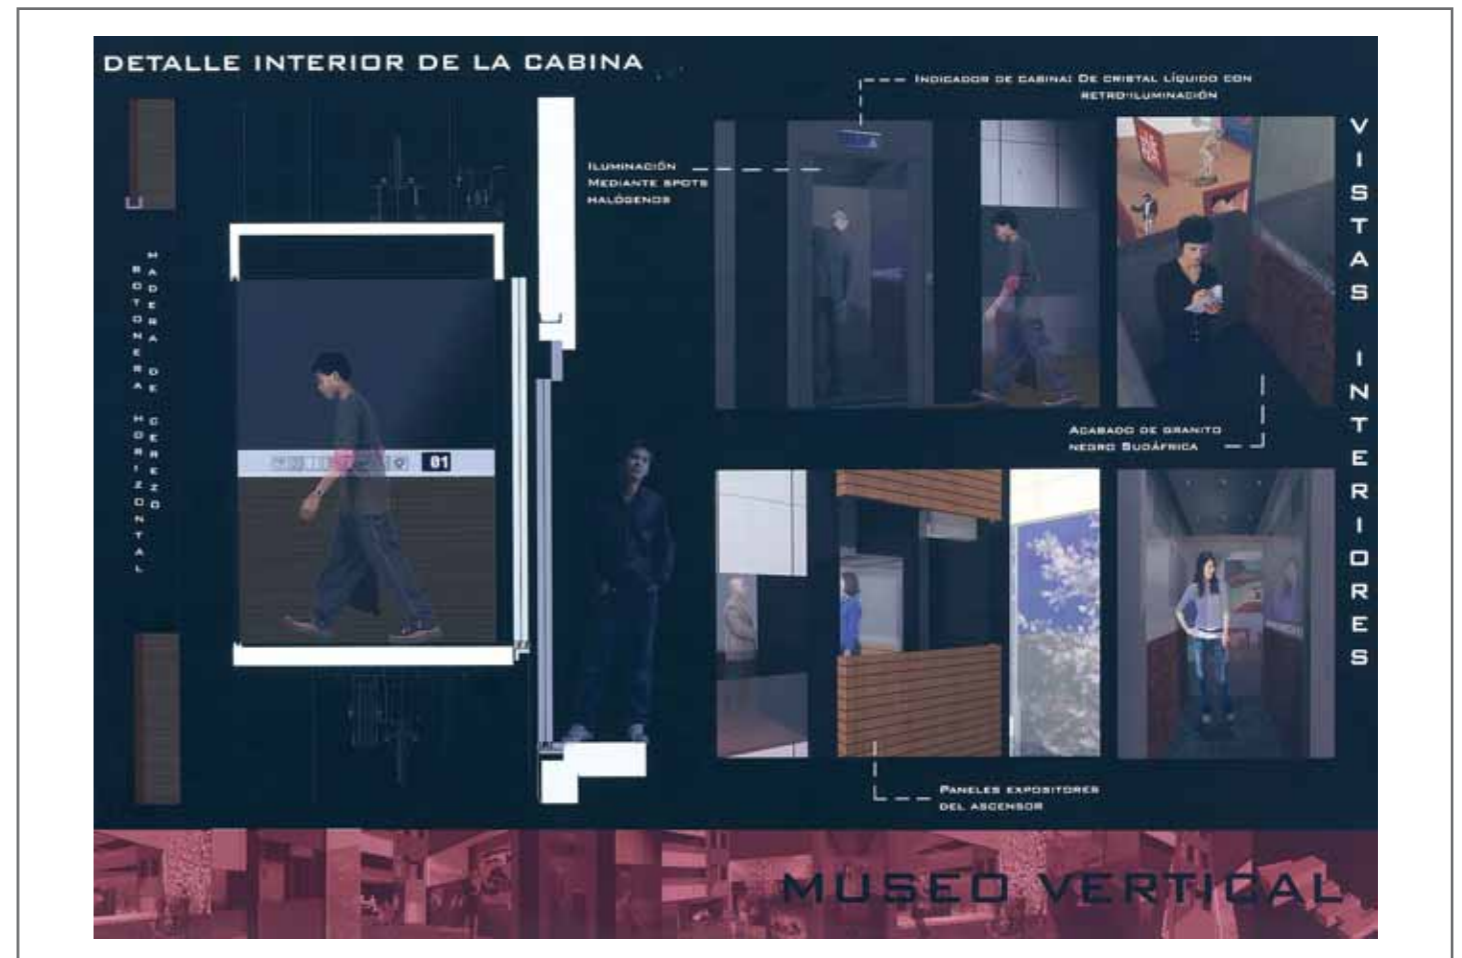 DETALLE INTERIOR DE LA CABINA
INDICADOR DE CABINA: DE CRISTAL LÍQUIDO CON
RETRO-ILUMINACIÓN
ILUMINACIÓN
MEDIANTE SPOTS
HALÓGENOS
MADERA DE CEREZO
BOTONERA HORIZONTAL
01
VISTAS INTERIORES
ACABADO DE GRANITO
NEGRO SUDÁFRICA
PANELES EXPOSITORES
DEL ASCENSOR
MUSEO VERTICAL